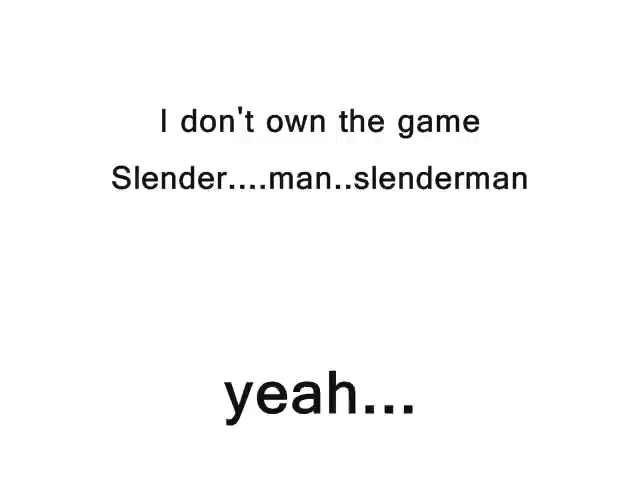 I don't own the game
Slender....man..slenderman
yeah...